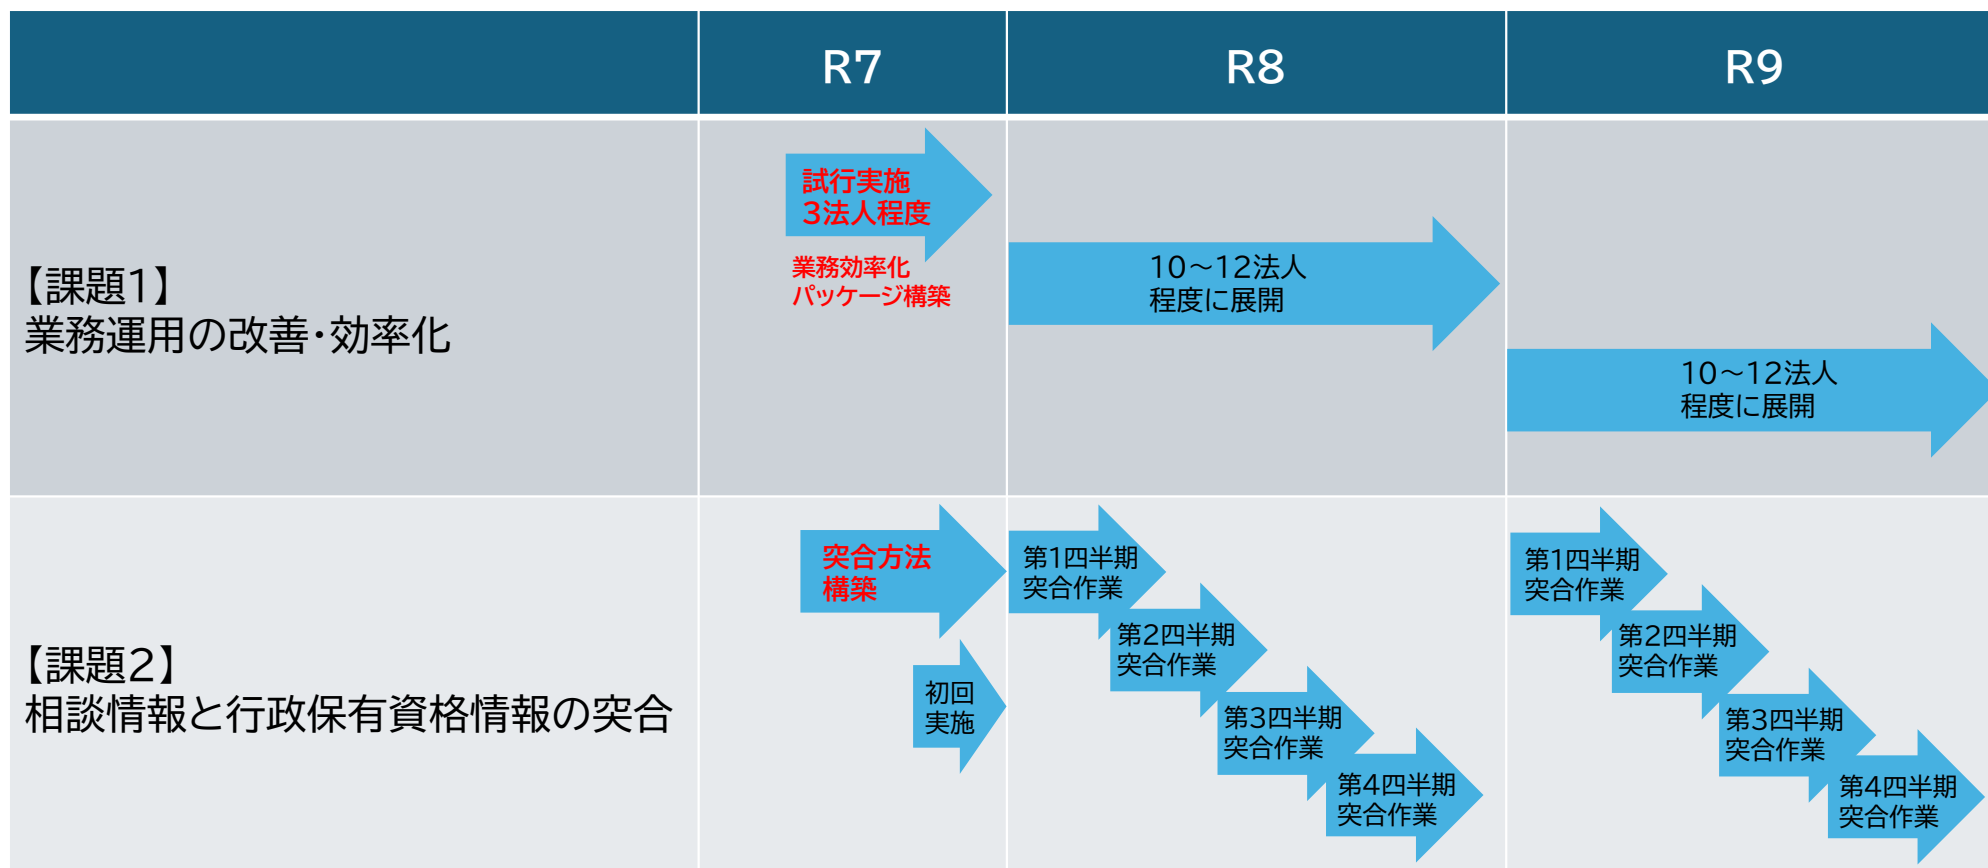 R7
R8
R9
【課題1】
業務運用の改善・効率化
試行実施
3法人程度
業務効率化
パッケージ構築
10～12法人
程度に展開
10～12法人
程度に展開
【課題2】
相談情報と行政保有資格情報の突合
突合方法
構築
初回
実施
第1四半期
突合作業
第2四半期
突合作業
第3四半期
突合作業
第4四半期
突合作業
第1四半期
突合作業
第2四半期
突合作業
第3四半期
突合作業
第4四半期
突合作業